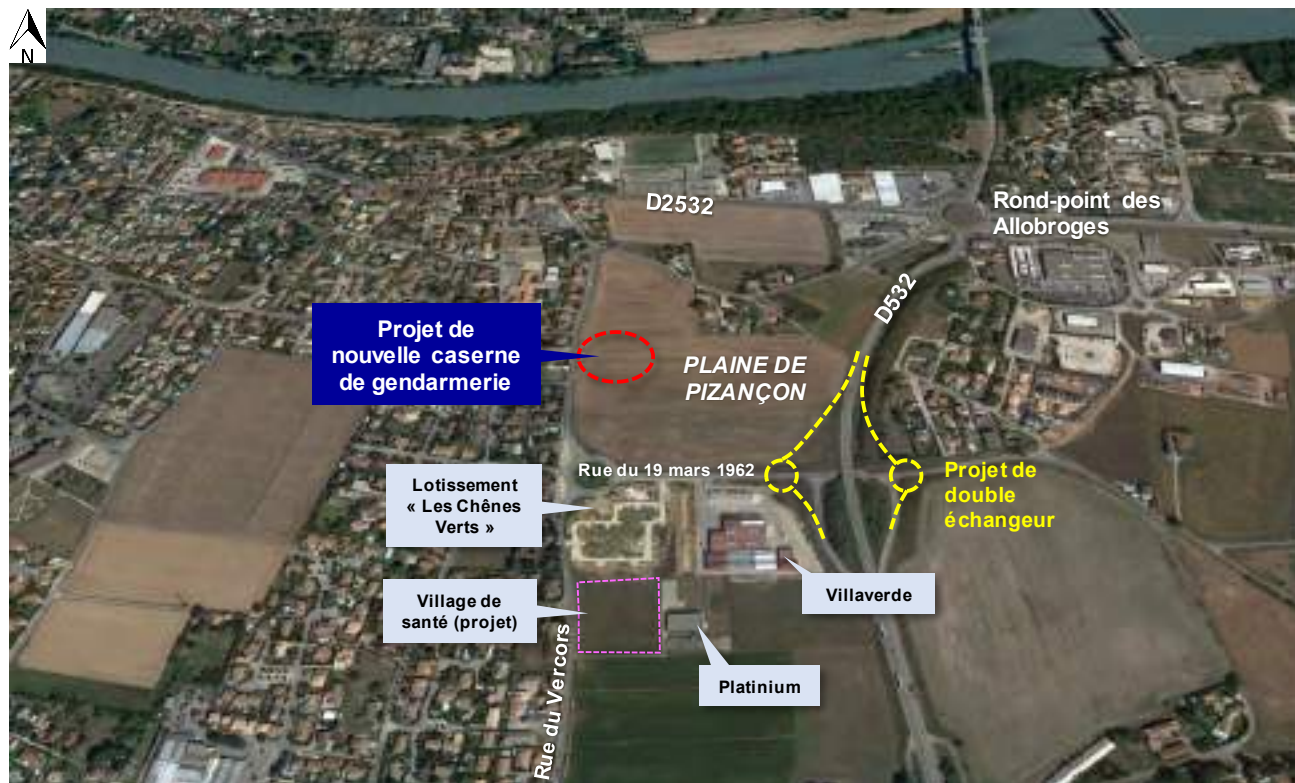 N
D2532
Rond-point des
Allobroges
D532
Projet de
nouvelle caserne
de gendarmerie
PLAINE DE
PIZANÇON
Rue du 19 mars 1962
Projet de
double
échangeur
Lotissement
« Les Chênes
Verts »
Villaverde
Village de
santé (projet)
Platinium
Rue du Vercors